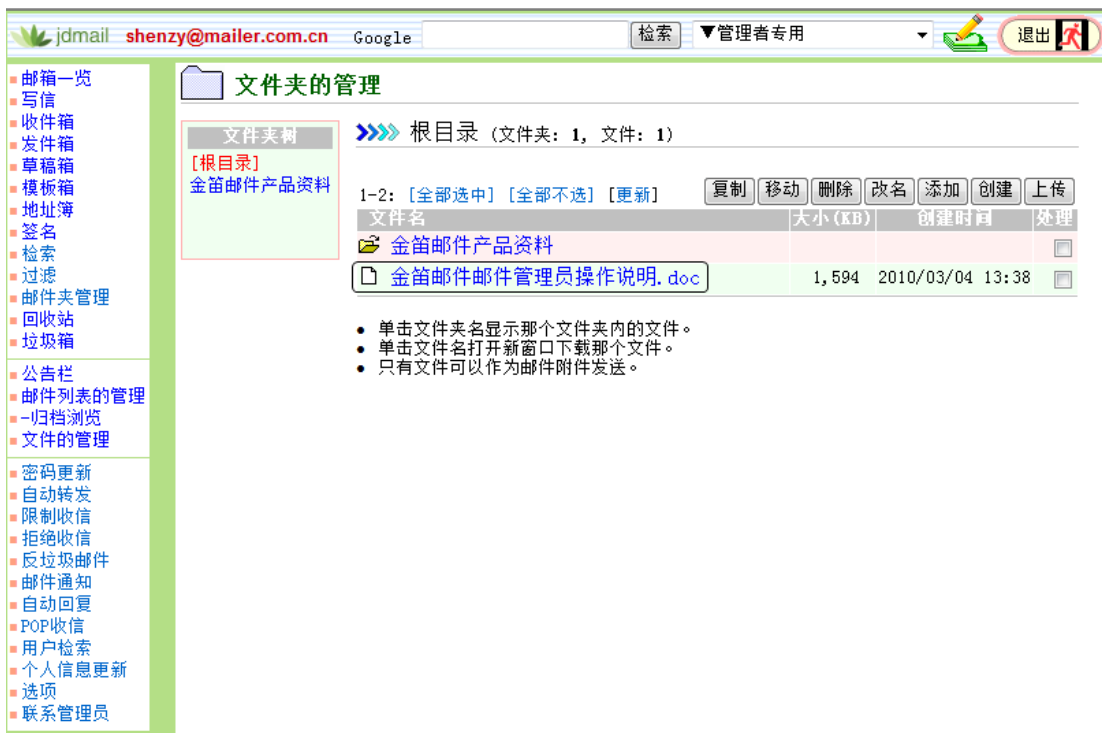 jdmail shenzy@mailer.com.cn Google 检索 ▼管理者专用 退出
邮箱一览
写信
收件箱
发件箱
草稿箱
模板箱
地址簿
签名
检索
过滤
邮件夹管理
回收站
垃圾箱
公告栏
邮件列表的管理
-归档浏览
文件的管理
密码更新
自动转发
限制收信
拒绝收信
反垃圾邮件
邮件通知
自动回复
POP收信
用户检索
个人信息更新
选项
联系管理员
文件夹的管理
文件夹树
[根目录]
金笛邮件产品资料
根目录 (文件夹: 1, 文件: 1)
1-2: [全部选中] [全部不选] [更新] 复制 移动 删除 改名 添加 创建 上传
文件名 大小(KB) 创建时间 处理
金笛邮件产品资料
金笛邮件邮件管理员操作说明.doc 1,594 2010/03/04 13:38
● 单击文件夹名显示那个文件夹内的文件。
● 单击文件名打开新窗口下载那个文件。
● 只有文件可以作为邮件附件发送。